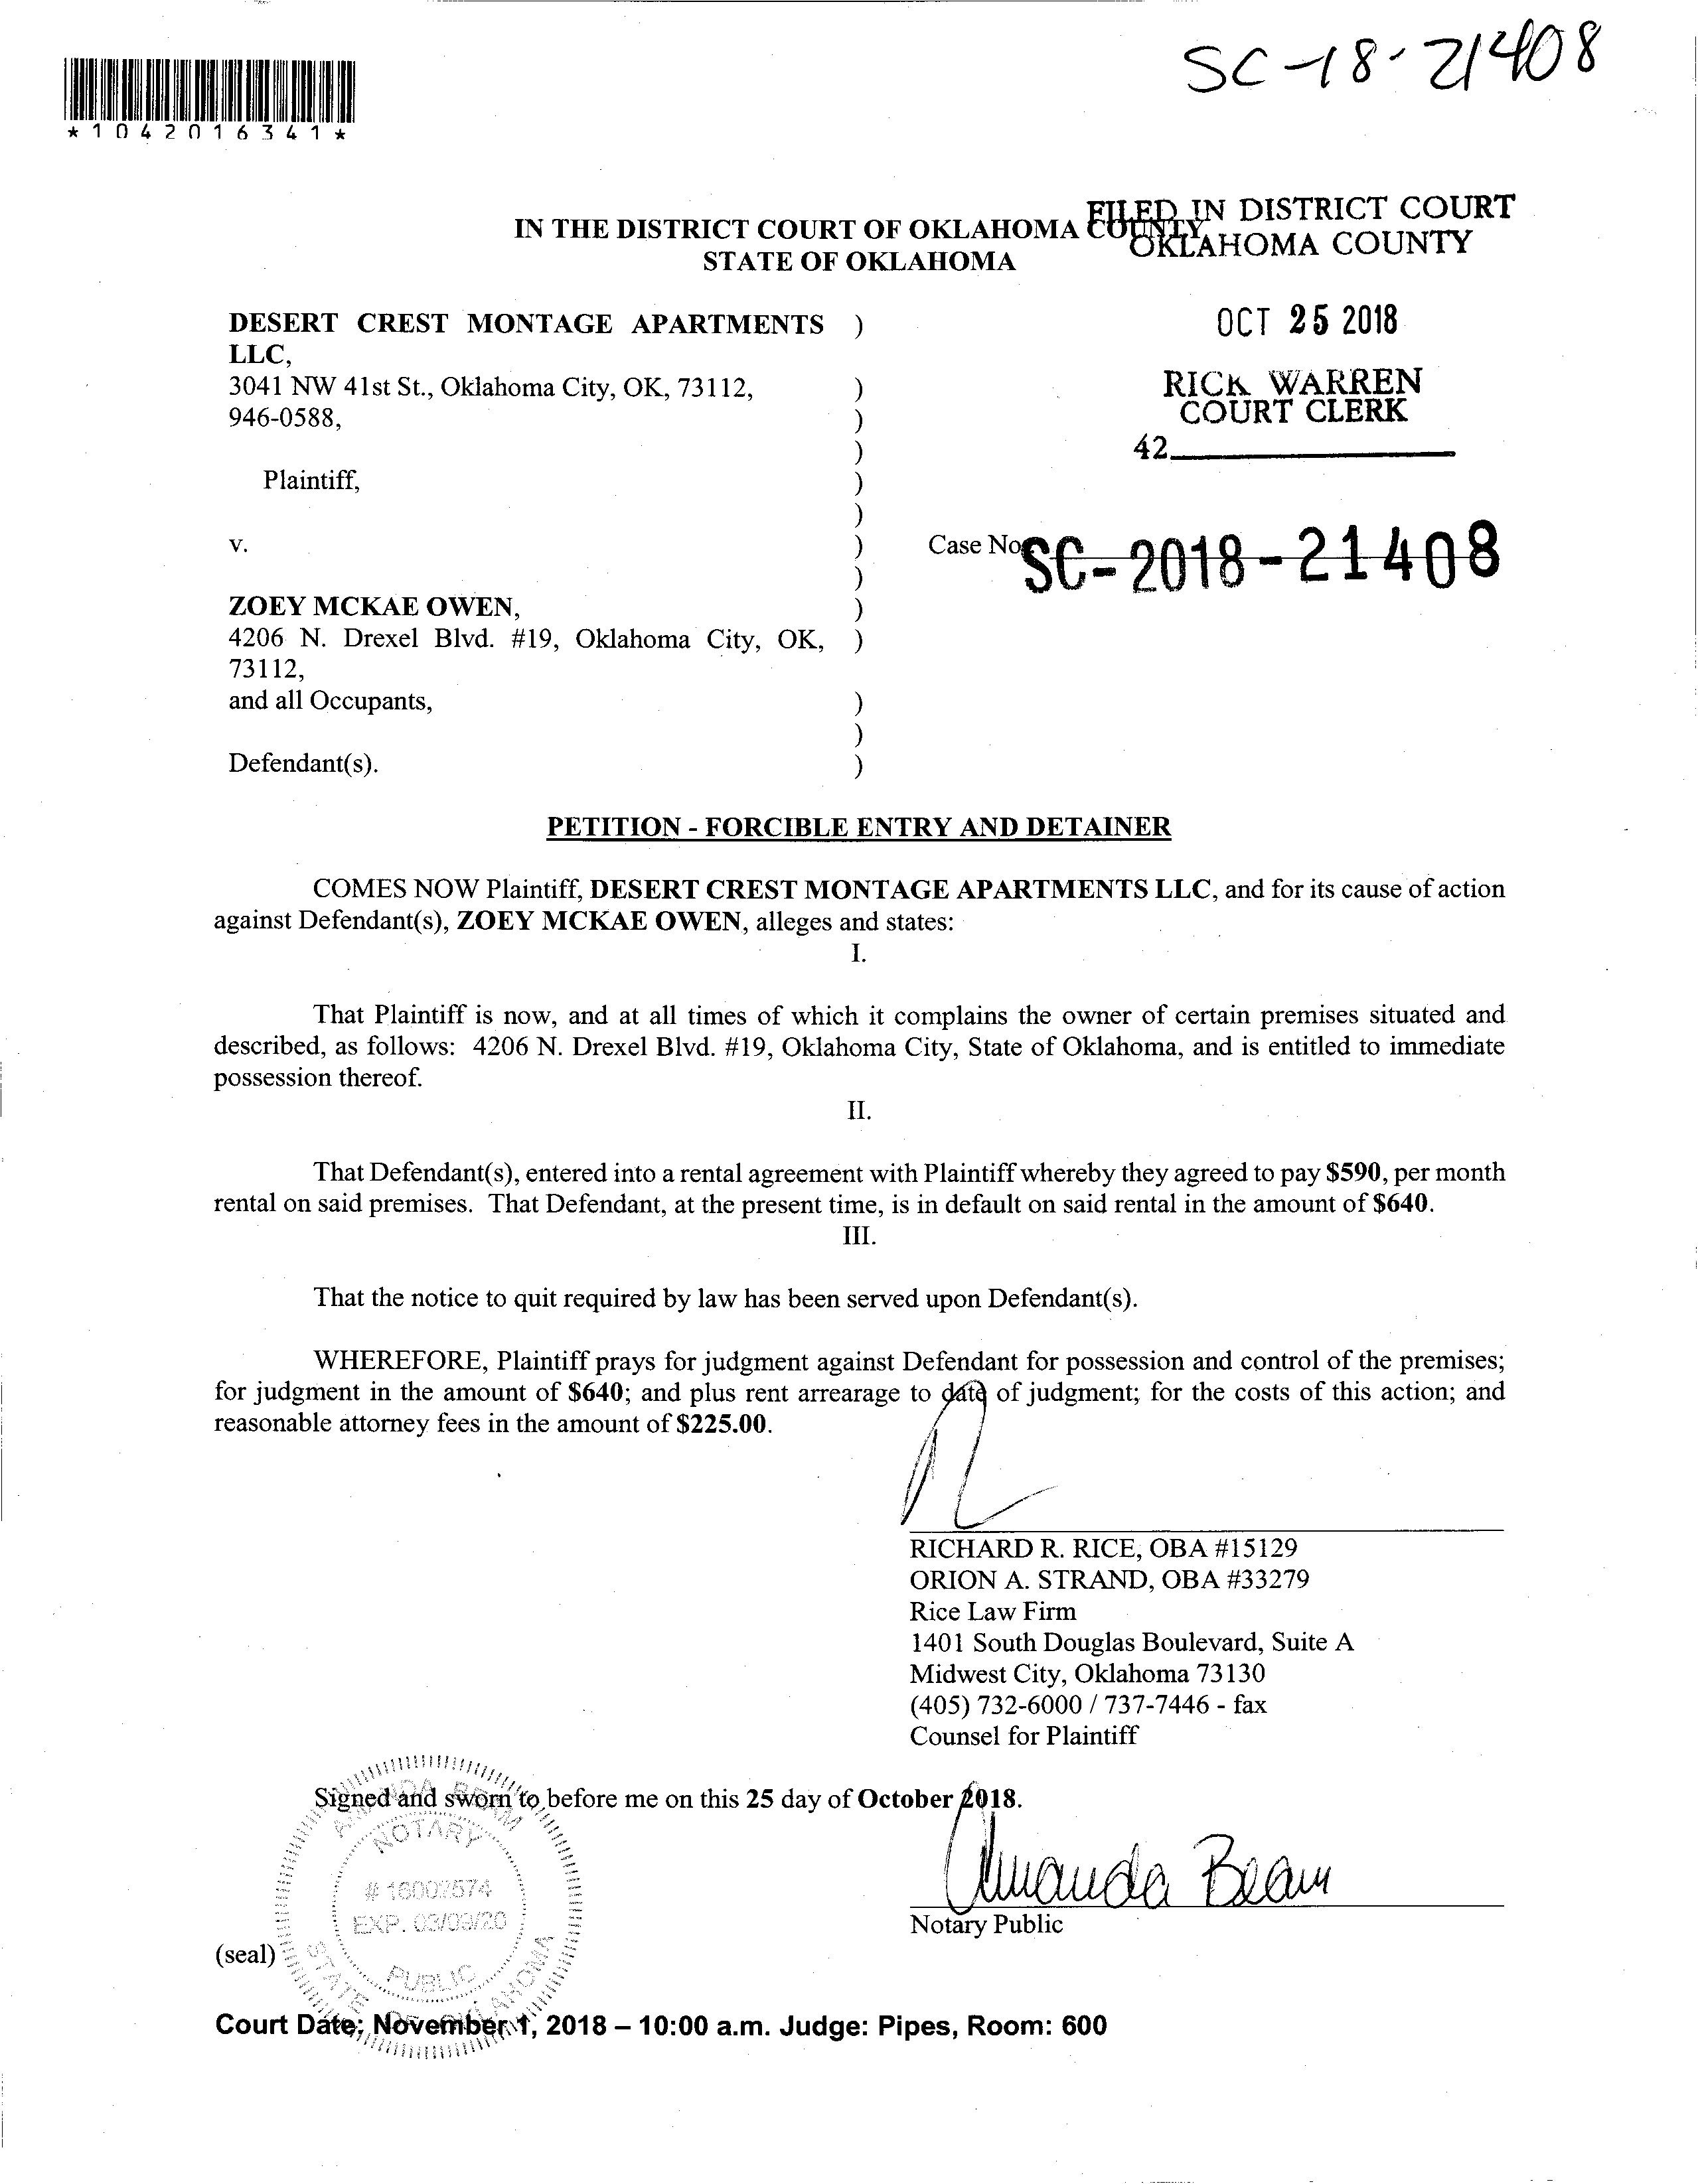 SC-18-21408
*1042016341*
IN THE DISTRICT COURT OF OKLAHOMA COUNTY
STATE OF OKLAHOMA
FILED IN DISTRICT COURT
OKLAHOMA COUNTY
OCT 25 2018
RICK WARREN
COURT CLERK
42
DESERT CREST MONTAGE APARTMENTS )
LLC,
3041 NW 41st St., Oklahoma City, OK, 73112, )
946-0588, )
)
Plaintiff, )
)
v. )
Case No. SC-2018-21408
)
ZOEY MCKAE OWEN, )
4206 N. Drexel Blvd. #19, Oklahoma City, OK, )
73112,
and all Occupants, )
)
Defendant(s). )
PETITION - FORCIBLE ENTRY AND DETAINER
COMES NOW Plaintiff, DESERT CREST MONTAGE APARTMENTS LLC, and for its cause of action
against Defendant(s), ZOEY MCKAE OWEN, alleges and states:
I.
That Plaintiff is now, and at all times of which it complains the owner of certain premises situated and
described, as follows: 4206 N. Drexel Blvd. #19, Oklahoma City, State of Oklahoma, and is entitled to immediate
possession thereof.
II.
That Defendant(s), entered into a rental agreement with Plaintiff whereby they agreed to pay $590, per month
rental on said premises. That Defendant, at the present time, is in default on said rental in the amount of $640.
III.
That the notice to quit required by law has been served upon Defendant(s).
WHEREFORE, Plaintiff prays for judgment against Defendant for possession and control of the premises;
for judgment in the amount of $640; and plus rent arrearage to date of judgment; for the costs of this action; and
reasonable attorney fees in the amount of $225.00.
RICHARD R. RICE, OBA #15129
ORION A. STRAND, OBA #33279
Rice Law Firm
1401 South Douglas Boulevard, Suite A
Midwest City, Oklahoma 73130
(405) 732-6000 / 737-7446 - fax
Counsel for Plaintiff
Signed and sworn to before me on this 25 day of October 2018.
AMANDA BEAM
NOTARY
# 16002574
EXP. 03/09/20
PUBLIC
STATE OF OKLAHOMA
Amanda Beam
Notary Public
(seal)
Court Date: November 1, 2018 – 10:00 a.m. Judge: Pipes, Room: 600